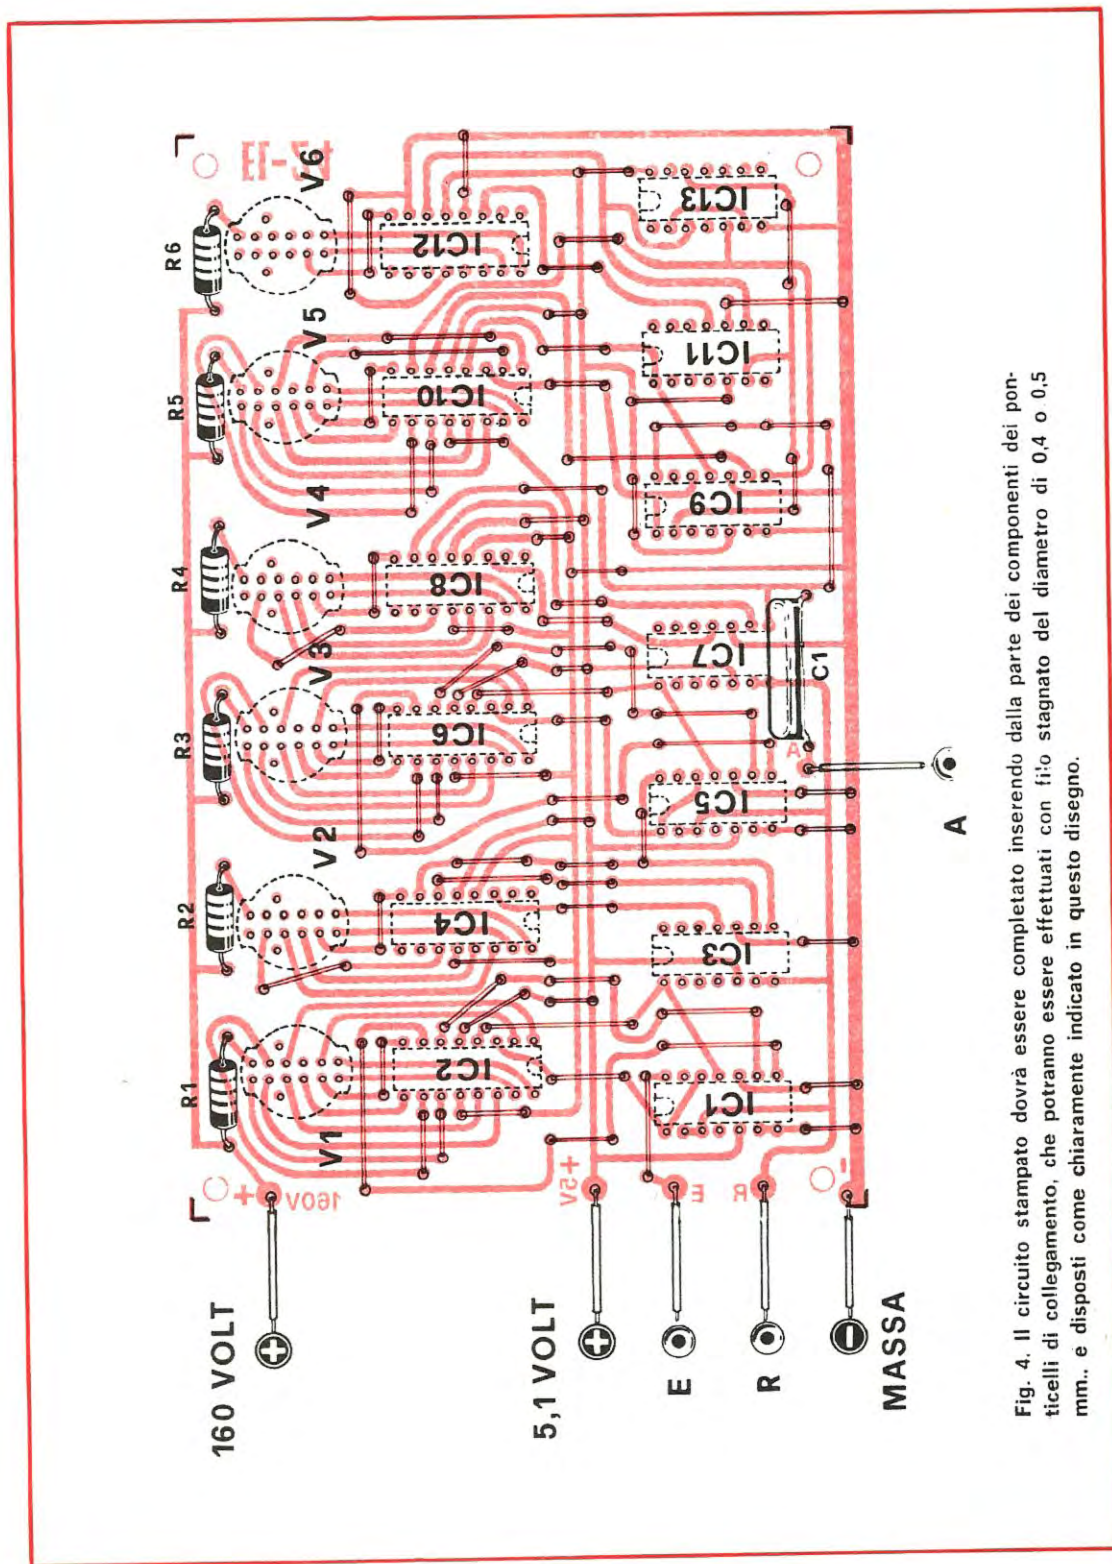 R1 R2 R3 R4 R5 R6
160 VOLT
+
160V
V1 V2 V3 V4 V5 V6
IC2 IC4 IC6 IC8 IC10 IC12
5,1 VOLT
+5V
E
E
R
R
IC1 IC3 IC5 IC7 IC9 IC11 IC13
A
C1
MASSA
-
A
Fig. 4. Il circuito stampato dovrà essere completato inserendo dalla parte dei componenti dei pon-
ticelli di collegamento, che potranno essere effettuati con filo stagnato del diametro di 0,4 o 0,5
mm.. e disposti come chiaramente indicato in questo disegno.